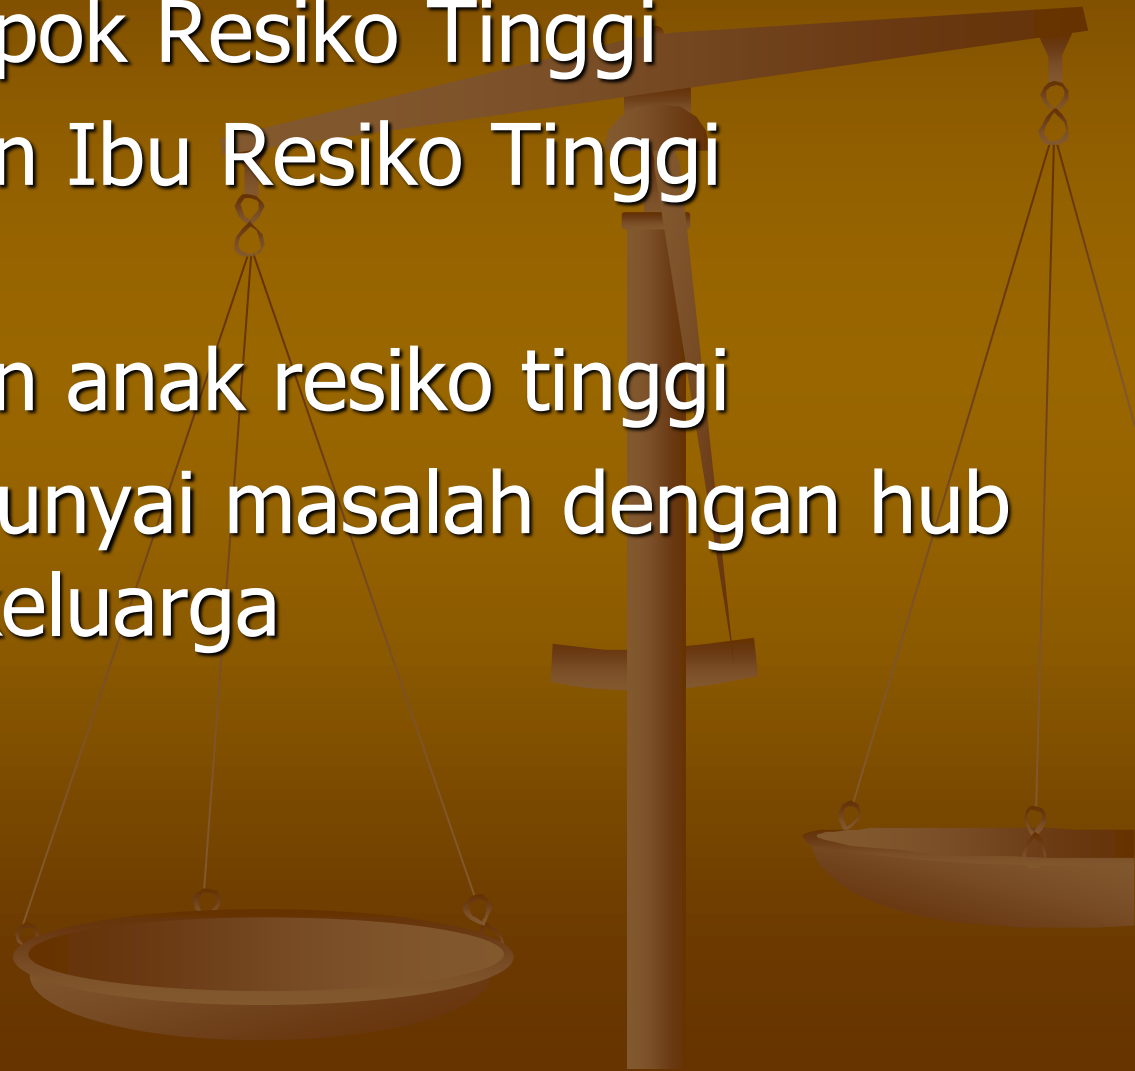 pok Resiko Tinggi
n Ibu Resiko Tinggi
n anak resiko tinggi
unyai masalah dengan hub
eluarga